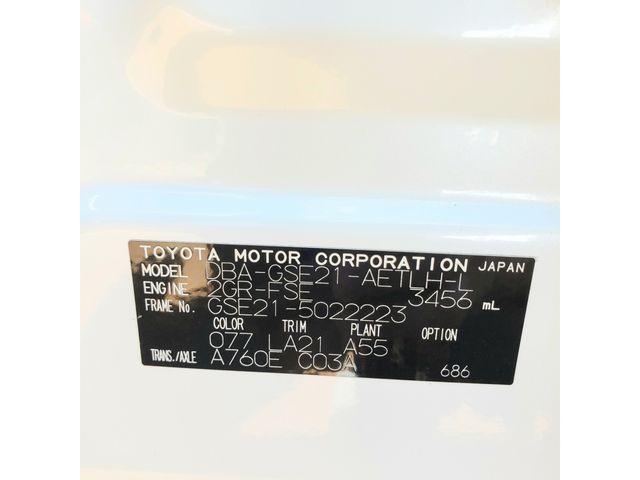 TOYOTA MOTOR CORPORATION JAPAN
MODEL DBA-GSE21-AETLH-L
ENGINE 2GR-FSE 3456 mL
FRAME No. GSE21-5022223
COLOR TRIM PLANT OPTION
077 LA21 A55
TRANS./AXLE A760E C03A
686